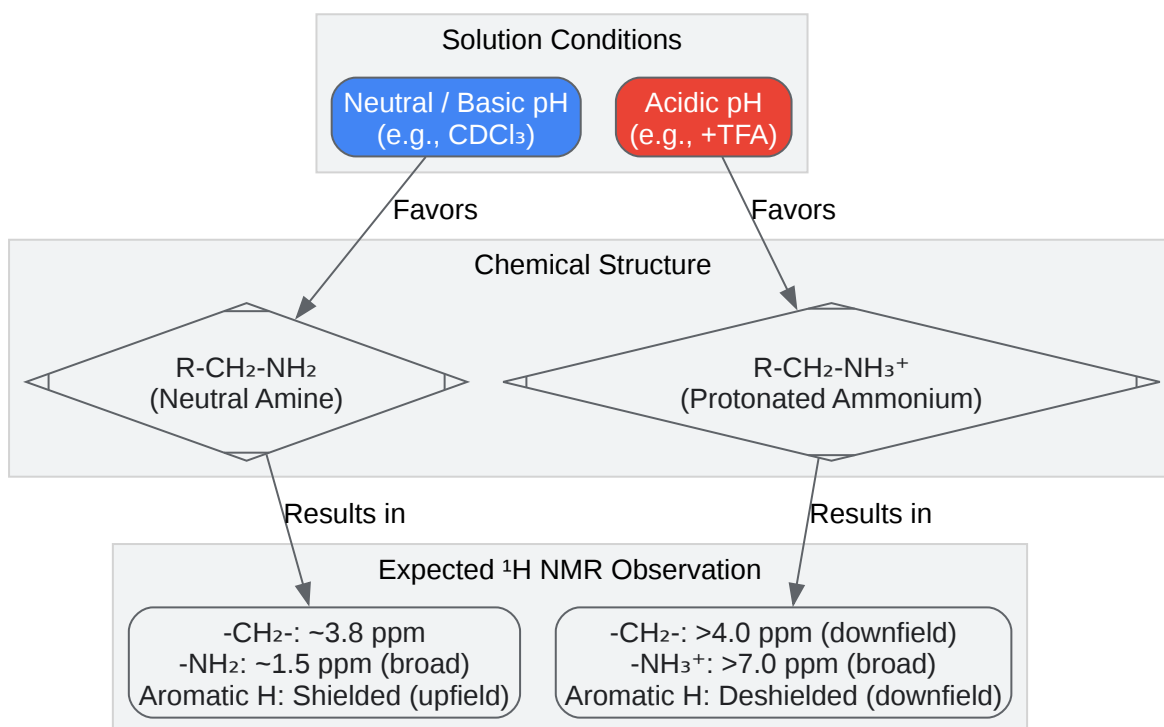 Solution Conditions
Neutral / Basic pH
(e.g., CDCl₃)
Acidic pH
(e.g., +TFA)
Favors
Favors
Chemical Structure
R-CH₂-NH₂
(Neutral Amine)
R-CH₂-NH₃⁺
(Protonated Ammonium)
Results in
Results in
Expected ¹H NMR Observation
-CH₂-: ~3.8 ppm
-NH₂: ~1.5 ppm (broad)
Aromatic H: Shielded (upfield)
-CH₂-: >4.0 ppm (downfield)
-NH₃⁺: >7.0 ppm (broad)
Aromatic H: Deshielded (downfield)